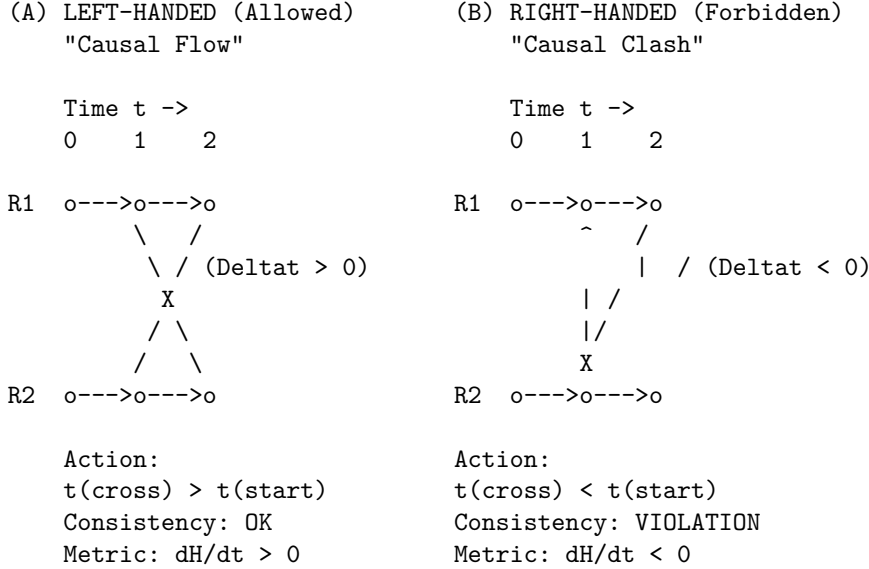 (A) LEFT-HANDED (Allowed)          (B) RIGHT-HANDED (Forbidden)
    "Causal Flow"                      "Causal Clash"
    Time t ->                          Time t ->
    0    1    2                        0    1    2
R1  o--->o--->o                    R1  o--->o--->o
         \   /                              ^   /
          \ / (Deltat > 0)                      |  / (Deltat < 0)
           X                                | /
          / \                               |/
         /   \                              X
R2  o--->o--->o                    R2  o--->o--->o
    Action:                        Action:
    t(cross) > t(start)            t(cross) < t(start)
    Consistency: OK                Consistency: VIOLATION
    Metric: dH/dt > 0              Metric: dH/dt < 0